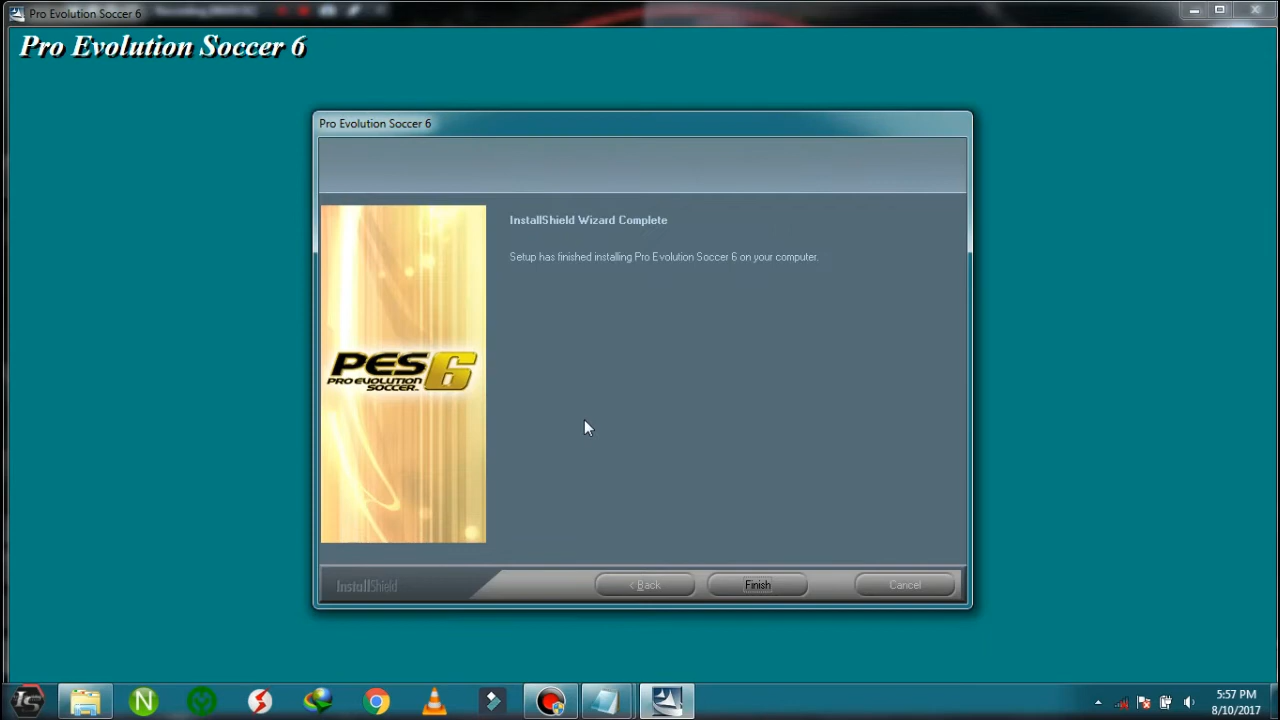 Pro Evolution Soccer 6
Pro Evolution Soccer 6
Pro Evolution Soccer 6
InstallShield Wizard Complete
Setup has finished installing Pro Evolution Soccer 6 on your computer.
PES 6
PRO EVOLUTION
SOCCER
InstallShield
< Back
Finish
Cancel
5:57 PM
8/10/2017